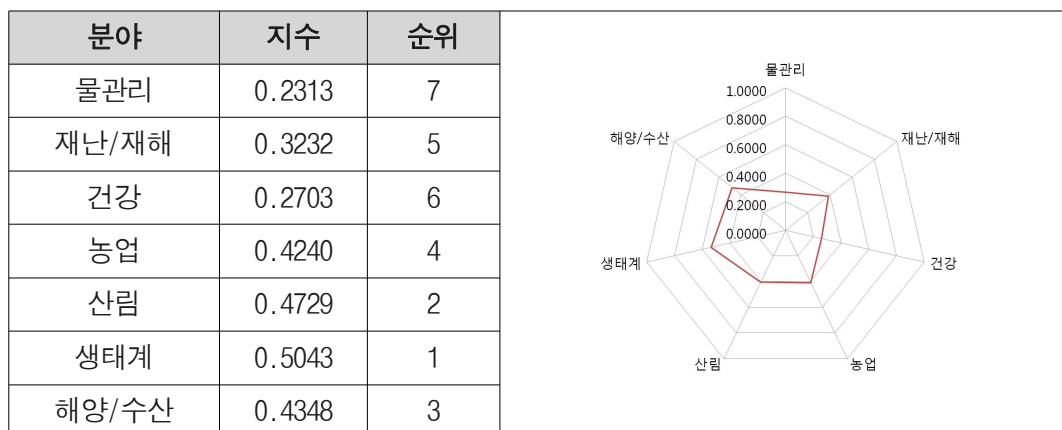 분야 지수 순위
물관리 0.2313 7
재난/재해 0.3232 5
건강 0.2703 6
농업 0.4240 4
산림 0.4729 2
생태계 0.5043 1
해양/수산 0.4348 3
물관리
1.0000
해양/수산 재난/재해
0.8000
0.6000
0.4000
0.2000
0.0000
생태계 건강
산림 농업